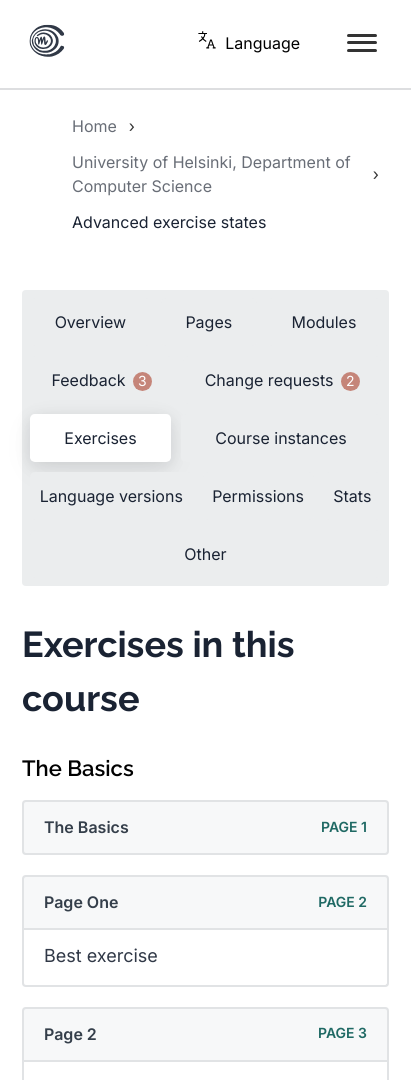 Language
Home ›
University of Helsinki, Department of
Computer Science ›
Advanced exercise states
Overview Pages Modules
Feedback 3 Change requests 2
Exercises Course instances
Language versions Permissions Stats
Other
Exercises in this
course
The Basics
The Basics PAGE 1
Page One PAGE 2
Best exercise
Page 2 PAGE 3